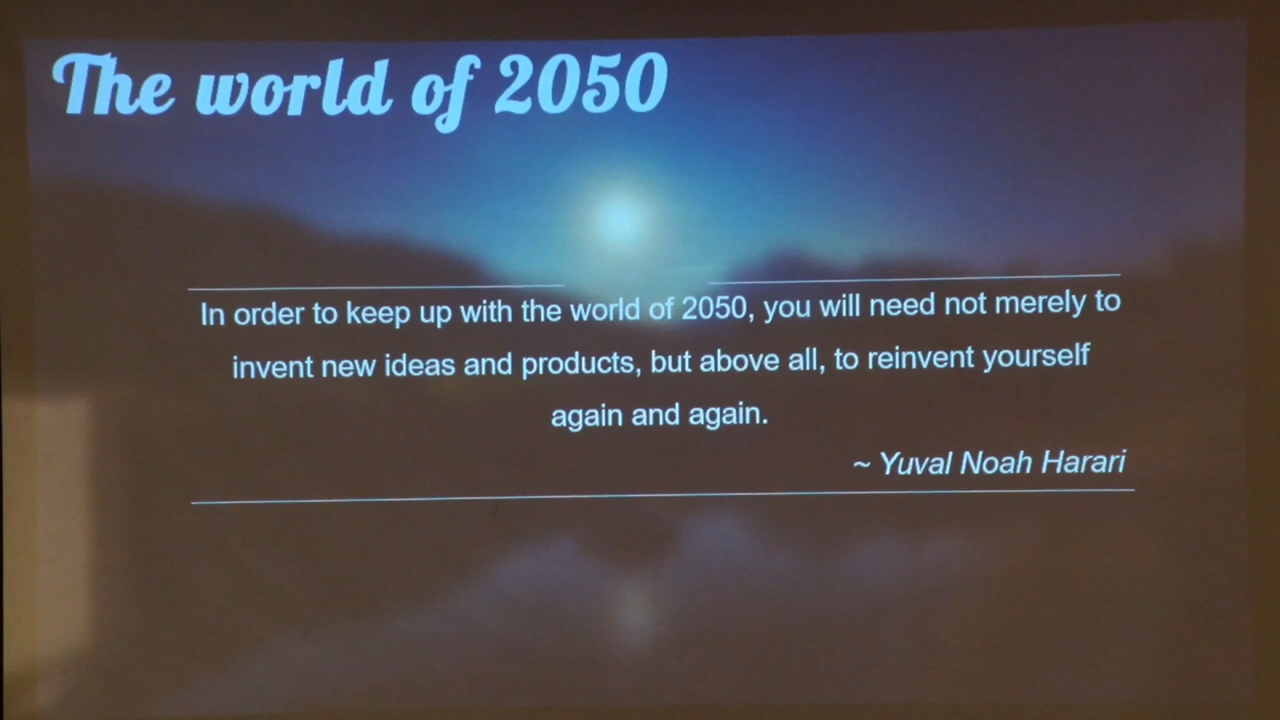 The world of 2050
In order to keep up with the world of 2050, you will need not merely to
invent new ideas and products, but above all, to reinvent yourself
again and again.
~ Yuval Noah Harari